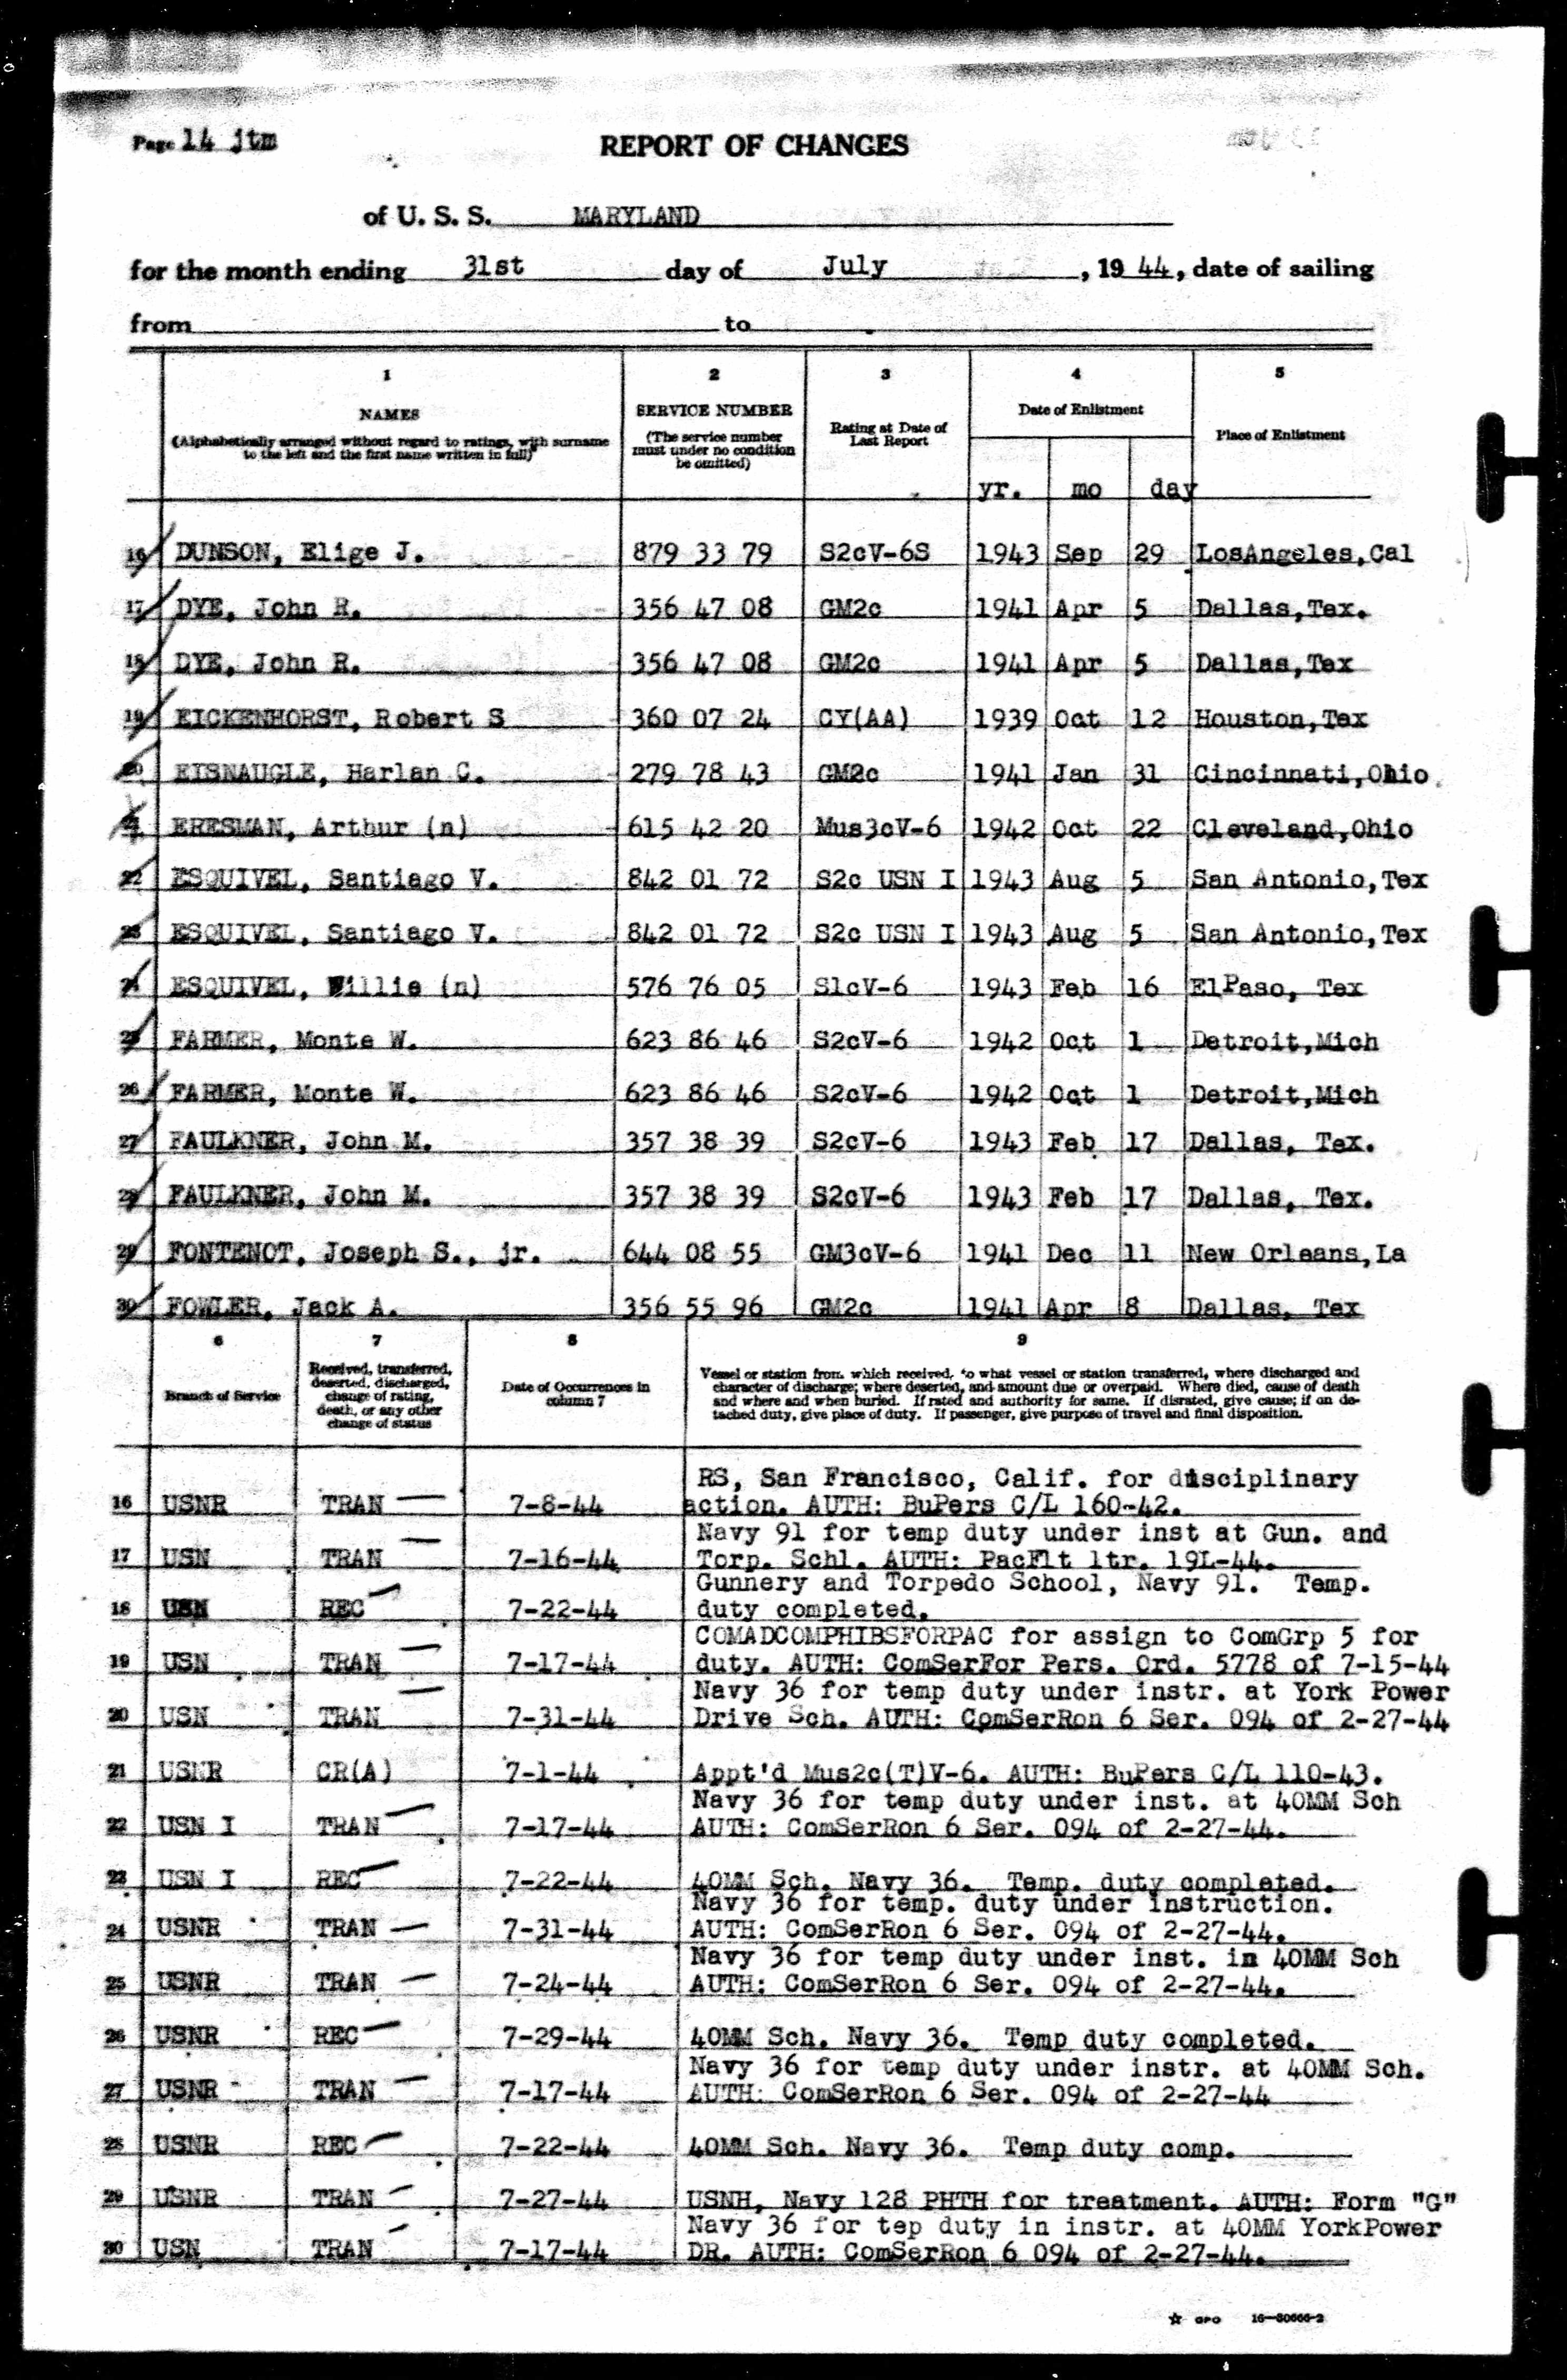 Page 14 jtm
REPORT OF CHANGES
of U. S. S. MARYLAND
for the month ending 31st day of July , 19 44, date of sailing
from to
1 2 3 4 5
NAMES SERVICE NUMBER Rating at Date of Last Report Date of Enlistment Place of Enlistment
(Alphabetically arranged without regard to ratings, with surname to the left and the first name written in full) (The service number must under no condition be omitted)
yr. mo day
16 DUNSON, Elige J. 879 33 79 S2cV-6S 1943 Sep 29 LosAngeles,Cal
17 DYE, John R. 356 47 08 GM2c 1941 Apr 5 Dallas,Tex.
18 DYE, John R. 356 47 08 GM2c 1941 Apr 5 Dallas,Tex
19 EICKENHORST, Robert S 360 07 24 CY(AA) 1939 Oct 12 Houston,Tex
20 EISNAUGLE, Harlan C. 279 78 43 GM2c 1941 Jan 31 Cincinnati,Ohio.
21 ERESMAN, Arthur (n) 615 42 20 Mus3cV-6 1942 Oct 22 Cleveland,Ohio
22 ESQUIVEL, Santiago V. 842 01 72 S2c USN I 1943 Aug 5 San Antonio,Tex
23 ESQUIVEL, Santiago V. 842 01 72 S2c USN I 1943 Aug 5 San Antonio,Tex
24 ESQUIVEL, Willie (n) 576 76 05 S1cV-6 1943 Feb 16 ElPaso, Tex
25 FARMER, Monte W. 623 86 46 S2cV-6 1942 Oct 1 Detroit,Mich
26 FARMER, Monte W. 623 86 46 S2cV-6 1942 Oct 1 Detroit,Mich
27 FAULKNER, John M. 357 38 39 S2cV-6 1943 Feb 17 Dallas, Tex.
28 FAULKNER, John M. 357 38 39 S2cV-6 1943 Feb 17 Dallas, Tex.
29 FONTENOT, Joseph S., jr. 644 08 55 GM3cV-6 1941 Dec 11 New Orleans,La
30 FOWLER, Jack A. 356 55 96 GM2c 1941 Apr 8 Dallas, Tex
6 7 8 9
Branch of Service Received, transferred, deserted, discharged, change of rating, death, or any other change of status Date of Occurrences in column 7 Vessel or station from which received, to what vessel or station transferred, where discharged and character of discharge; where deserted, and amount due or overpaid. Where died, cause of death and where and when buried. If rated and authority for same. If disrated, give cause; if on detached duty, give place of duty. If passenger, give purpose of travel and final disposition.
RS, San Francisco, Calif. for disciplinary
16 USNR TRAN 7-8-44 action. AUTH: BuPers C/L 160-42.
Navy 91 for temp duty under inst at Gun. and
17 USN TRAN 7-16-44 Torp. Schl. AUTH: PacFlt ltr. 19L-44.
Gunnery and Torpedo School, Navy 91. Temp.
18 USN REC 7-22-44 duty completed.
COMADCOMPHIBSFORPAC for assign to ComGrp 5 for
19 USN TRAN 7-17-44 duty. AUTH: ComSerFor Pers. Ord. 5778 of 7-15-44
Navy 36 for temp duty under instr. at York Power
20 USN TRAN 7-31-44 Drive Sch. AUTH: ComSerRon 6 Ser. 094 of 2-27-44
21 USNR CR(A) 7-1-44 Appt'd Mus2c(T)V-6. AUTH: BuPers C/L 110-43.
Navy 36 for temp duty under inst. at 40MM Sch
22 USN I TRAN 7-17-44 AUTH: ComSerRon 6 Ser. 094 of 2-27-44.
23 USN I REC 7-22-44 40MM Sch. Navy 36. Temp. duty completed.
Navy 36 for temp. duty under instruction.
24 USNR TRAN 7-31-44 AUTH: ComSerRon 6 Ser. 094 of 2-27-44.
Navy 36 for temp duty under inst. in 40MM Sch
25 USNR TRAN 7-24-44 AUTH: ComSerRon 6 Ser. 094 of 2-27-44.
26 USNR REC 7-29-44 40MM Sch. Navy 36. Temp duty completed.
Navy 36 for temp duty under instr. at 40MM Sch.
27 USNR TRAN 7-17-44 AUTH: ComSerRon 6 Ser. 094 of 2-27-44
28 USNR REC 7-22-44 40MM Sch. Navy 36. Temp duty comp.
29 USNR TRAN 7-27-44 USNH, Navy 128 PHTH for treatment. AUTH: Form "G"
Navy 36 for tep duty in instr. at 40MM YorkPower
30 USN TRAN 7-17-44 DR. AUTH: ComSerRon 6 094 of 2-27-44.
☆ GPO 16-30666-2